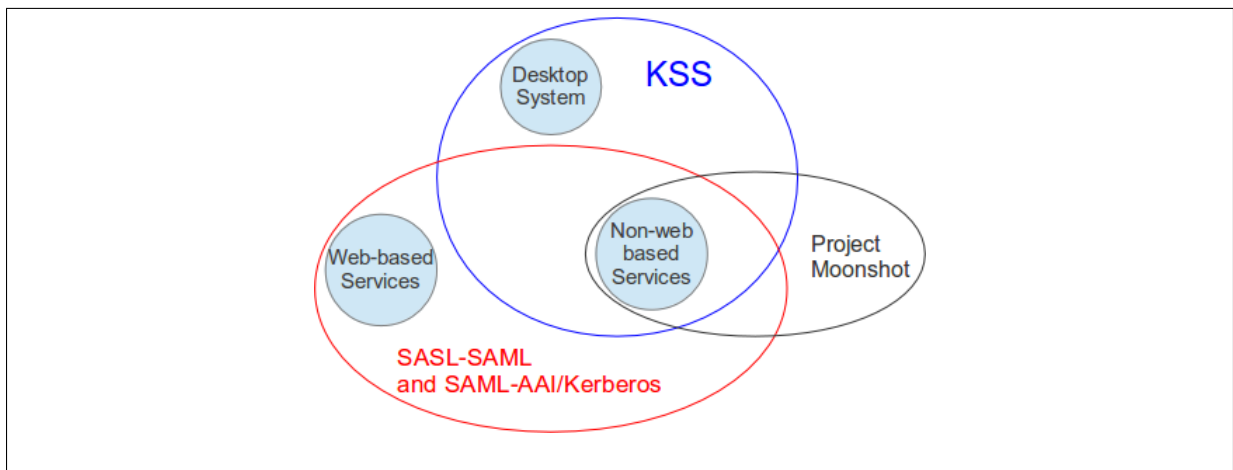 Desktop
System
KSS
Non-web
based
Services
Web-based
Services
Project
Moonshot
SASL-SAML
and SAML-AAI/Kerberos